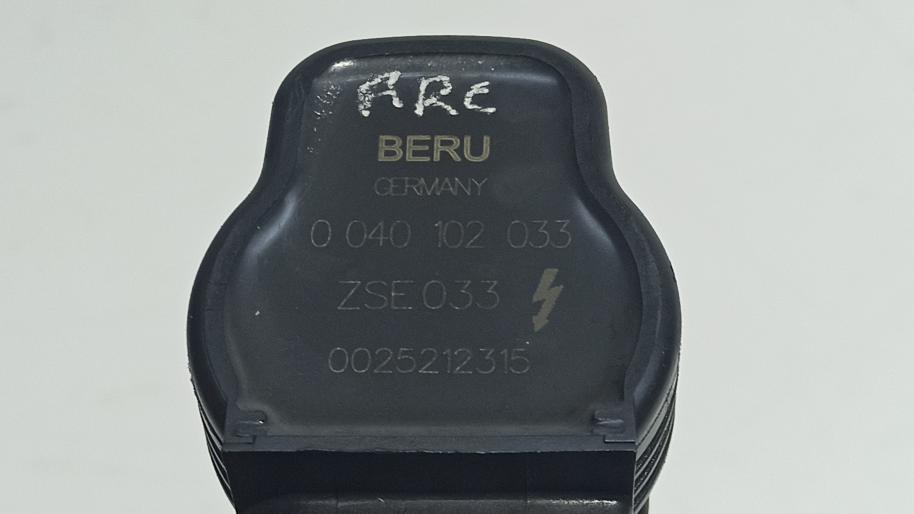 ARE
BERU
GERMANY
0 040 102 033
ZSE 033
0025212315